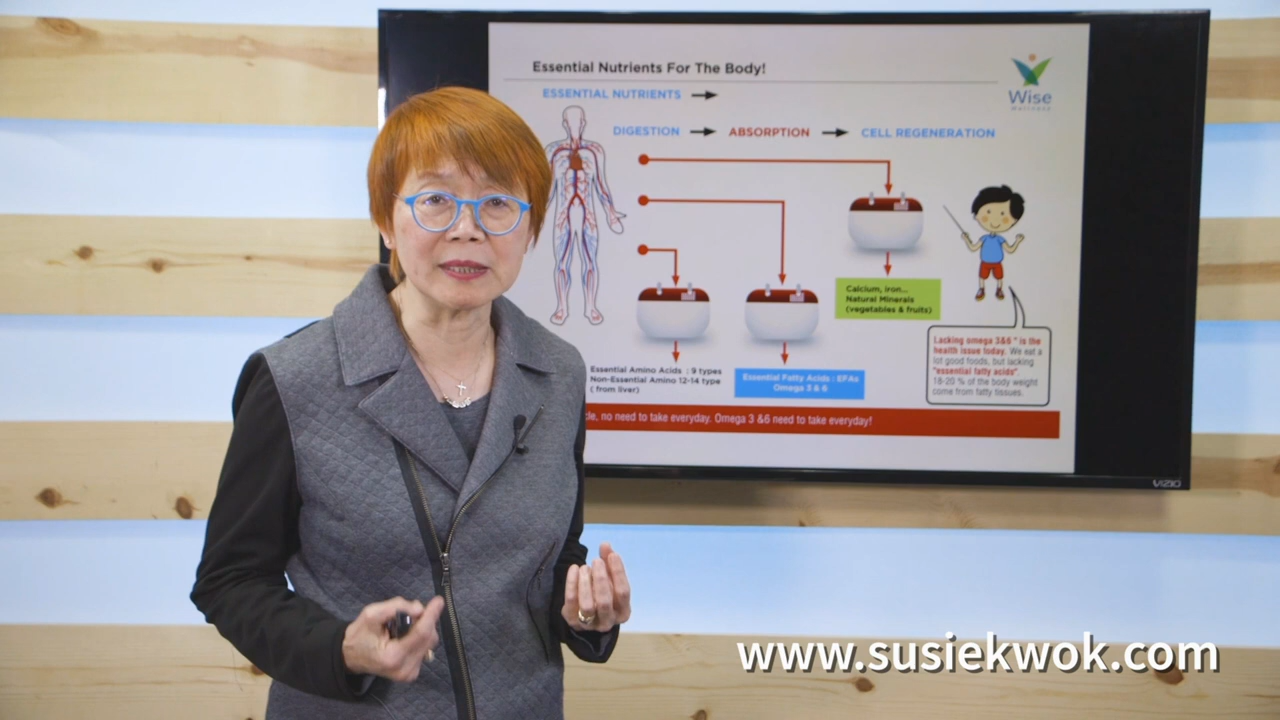 Essential Nutrients For The Body!
Wise
Wellness
ESSENTIAL NUTRIENTS
DIGESTION
ABSORPTION
CELL REGENERATION
Calcium, iron...
Natural Minerals
(vegetables & fruits)
Lacking omega 3&6 " is the
health issue today. We eat a
lot good foods, but lacking
"essential fatty acids".
18-20 % of the body weight
come from fatty tissues.
Essential Amino Acids : 9 types
Non-Essential Amino 12-14 type
( from liver)
Essential Fatty Acids : EFAs
Omega 3 & 6
no need to take everyday. Omega 3 &6 need to take everyday!
VIZIO
www.susiekwok.com